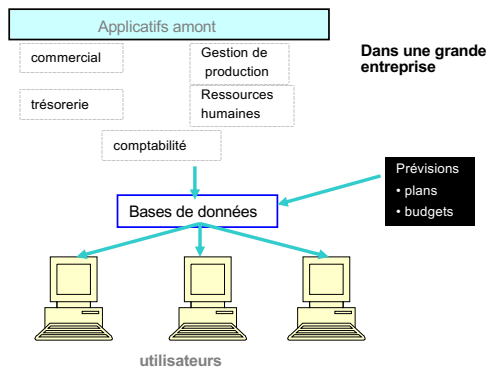 Applicatifs amont
Dans une grande
entreprise
commercial
Gestion de
production
trésorerie
Ressources
humaines
comptabilité
Prévisions
• plans
• budgets
Bases de données
utilisateurs